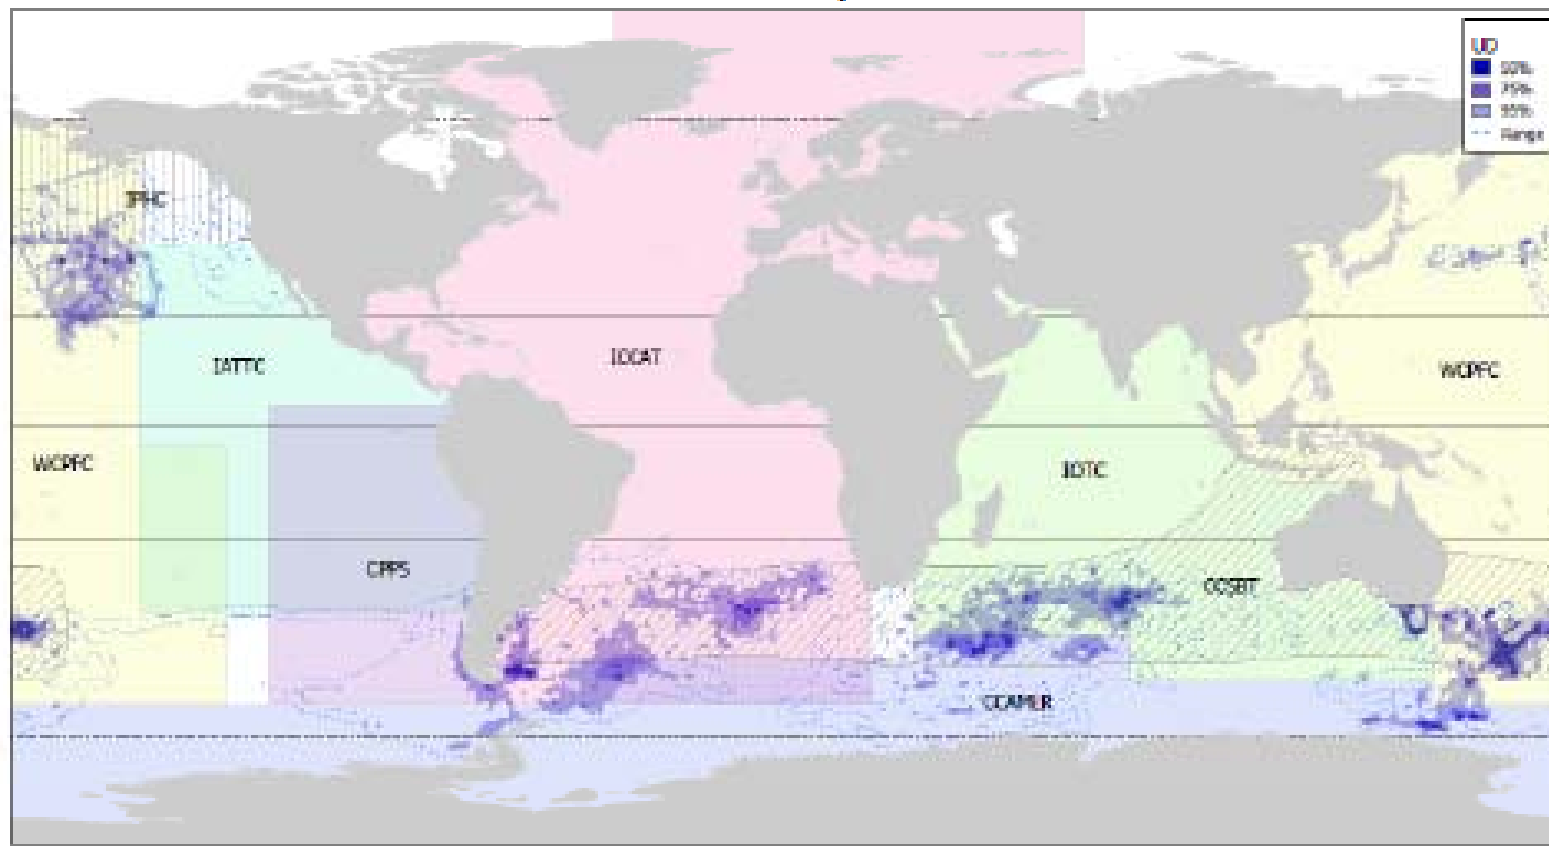 UD
50%
75%
95%
Range
IPHC
IATTC
ICCAT
WCPFC
WCPFC
IOTC
CPPS
CCSBT
CCAMLR